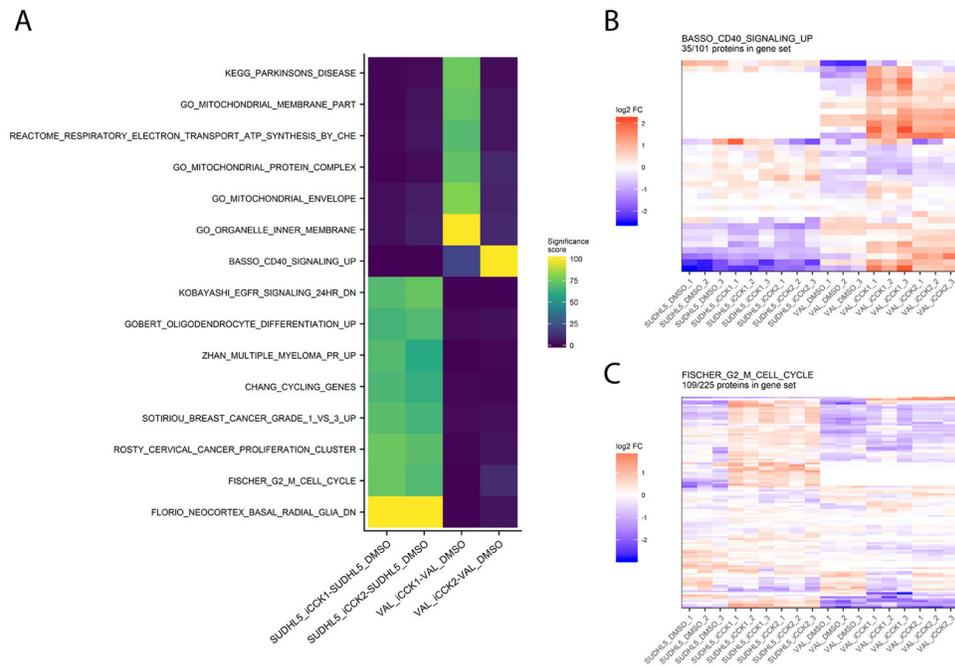 A
KEGG_PARKINSONS_DISEASE
GO_MITOCHONDRIAL_MEMBRANE_PART
REACTOME_RESPIRATORY_ELECTRON_TRANSPORT_ATP_SYNTHESIS_BY_CHE
GO_MITOCHONDRIAL_PROTEIN_COMPLEX
GO_MITOCHONDRIAL_ENVELOPE
GO_ORGANELLE_INNER_MEMBRANE
BASSO_CD40_SIGNALING_UP
KOBAYASHI_EGFR_SIGNALING_24HR_DN
GOBERT_OLIGODENDROCYTE_DIFFERENTIATION_UP
ZHAN_MULTIPLE_MYELOMA_PR_UP
CHANG_CYCLING_GENES
SOTIRIOU_BREAST_CANCER_GRADE_1_VS_3_UP
ROSTY_CERVICAL_CANCER_PROLIFERATION_CLUSTER
FISCHER_G2_M_CELL_CYCLE
FLORIO_NEOCORTEX_BASAL_RADIAL_GLIA_DN
SUDHL5_iCCK1-SUDHL5_DMSO
SUDHL5_iCCK2-SUDHL5_DMSO
VAL_iCCK1-VAL_DMSO
VAL_iCCK2-VAL_DMSO
Significance
score
100
75
50
25
0
B
BASSO_CD40_SIGNALING_UP
35/101 proteins in gene set
log2 FC
2
1
0
-1
-2
SUDHL5_DMSO_1
SUDHL5_DMSO_2
SUDHL5_DMSO_3
SUDHL5_iCCK1_1
SUDHL5_iCCK1_2
SUDHL5_iCCK1_3
SUDHL5_iCCK2_1
SUDHL5_iCCK2_2
SUDHL5_iCCK2_3
VAL_DMSO_1
VAL_DMSO_2
VAL_DMSO_3
VAL_iCCK1_1
VAL_iCCK1_2
VAL_iCCK1_3
VAL_iCCK2_1
VAL_iCCK2_2
VAL_iCCK2_3
C
FISCHER_G2_M_CELL_CYCLE
109/225 proteins in gene set
log2 FC
1
0
-1
-2
SUDHL5_DMSO_1
SUDHL5_DMSO_2
SUDHL5_DMSO_3
SUDHL5_iCCK1_1
SUDHL5_iCCK1_2
SUDHL5_iCCK1_3
SUDHL5_iCCK2_1
SUDHL5_iCCK2_2
SUDHL5_iCCK2_3
VAL_DMSO_1
VAL_DMSO_2
VAL_DMSO_3
VAL_iCCK1_1
VAL_iCCK1_2
VAL_iCCK1_3
VAL_iCCK2_1
VAL_iCCK2_2
VAL_iCCK2_3